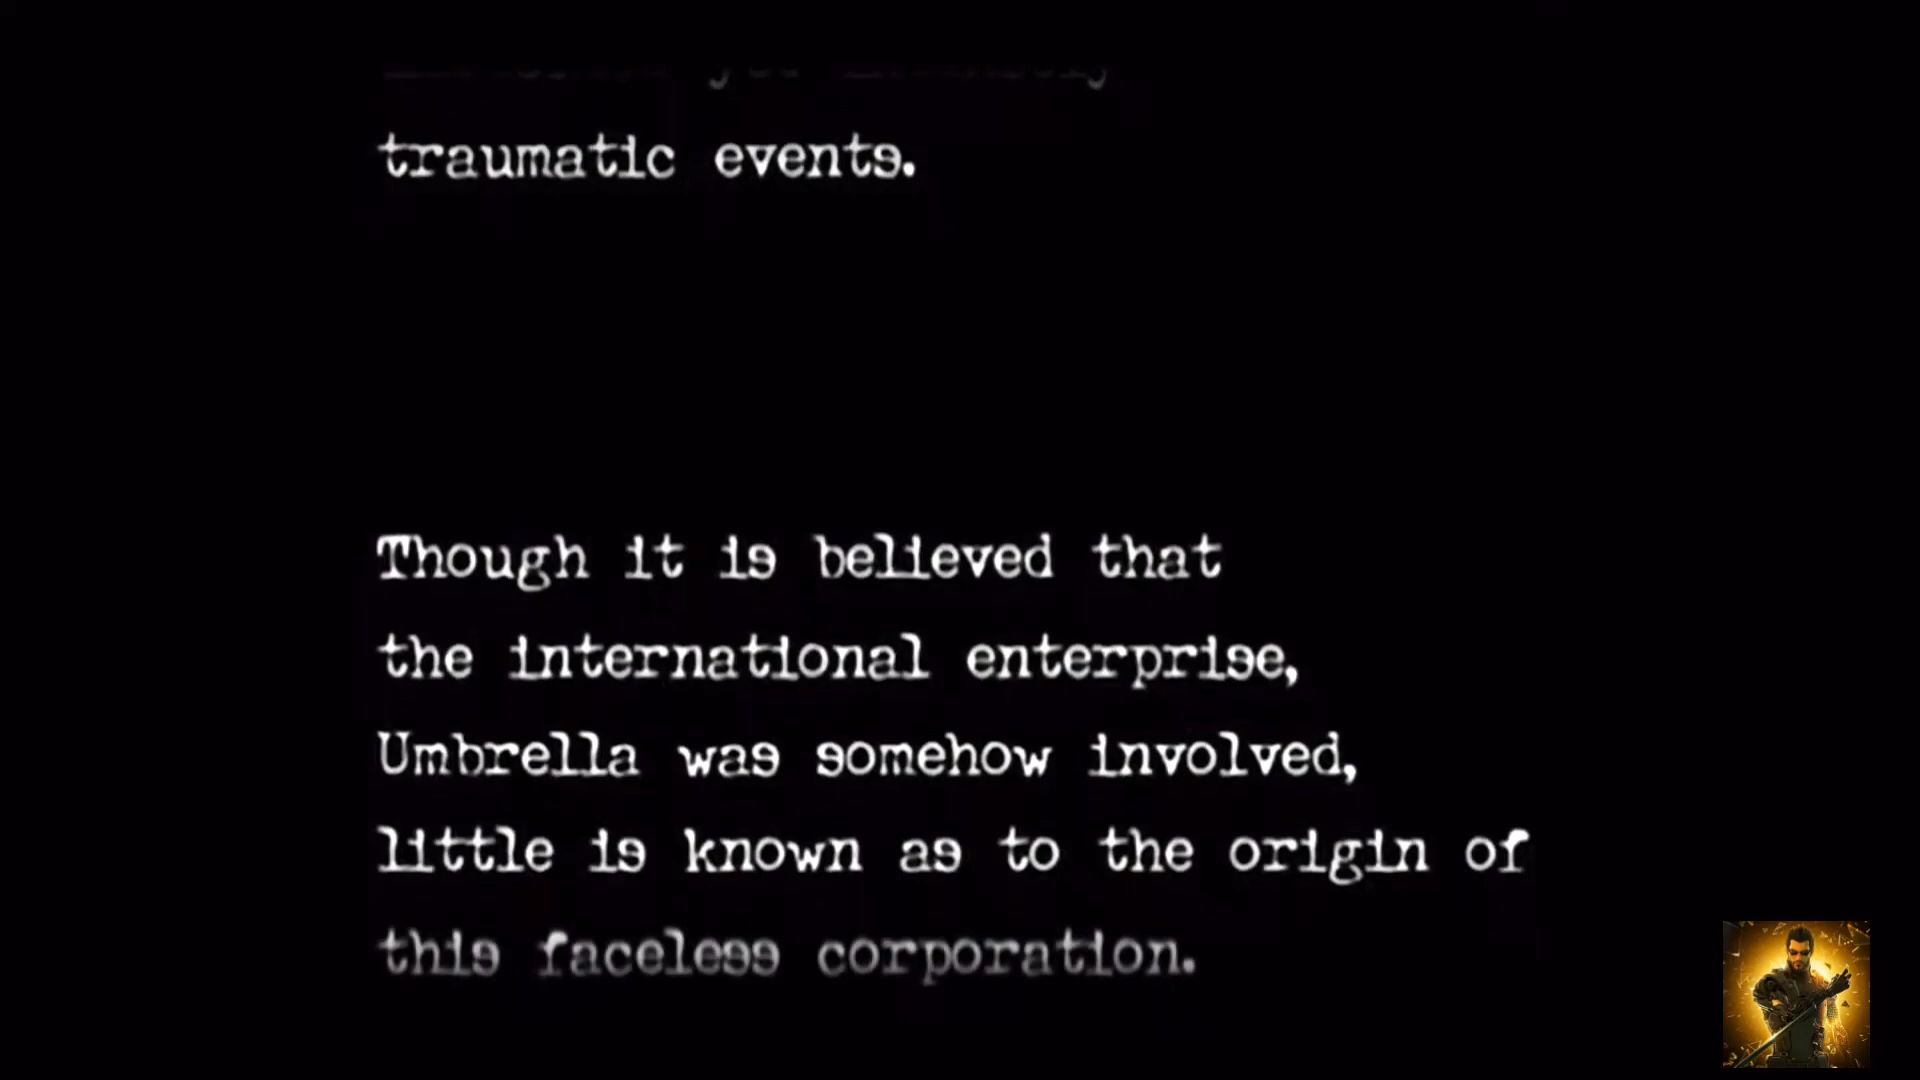 traumatic events.
Though it is believed that
the international enterprise,
Umbrella was somehow involved,
little is known as to the origin of
this faceless corporation.